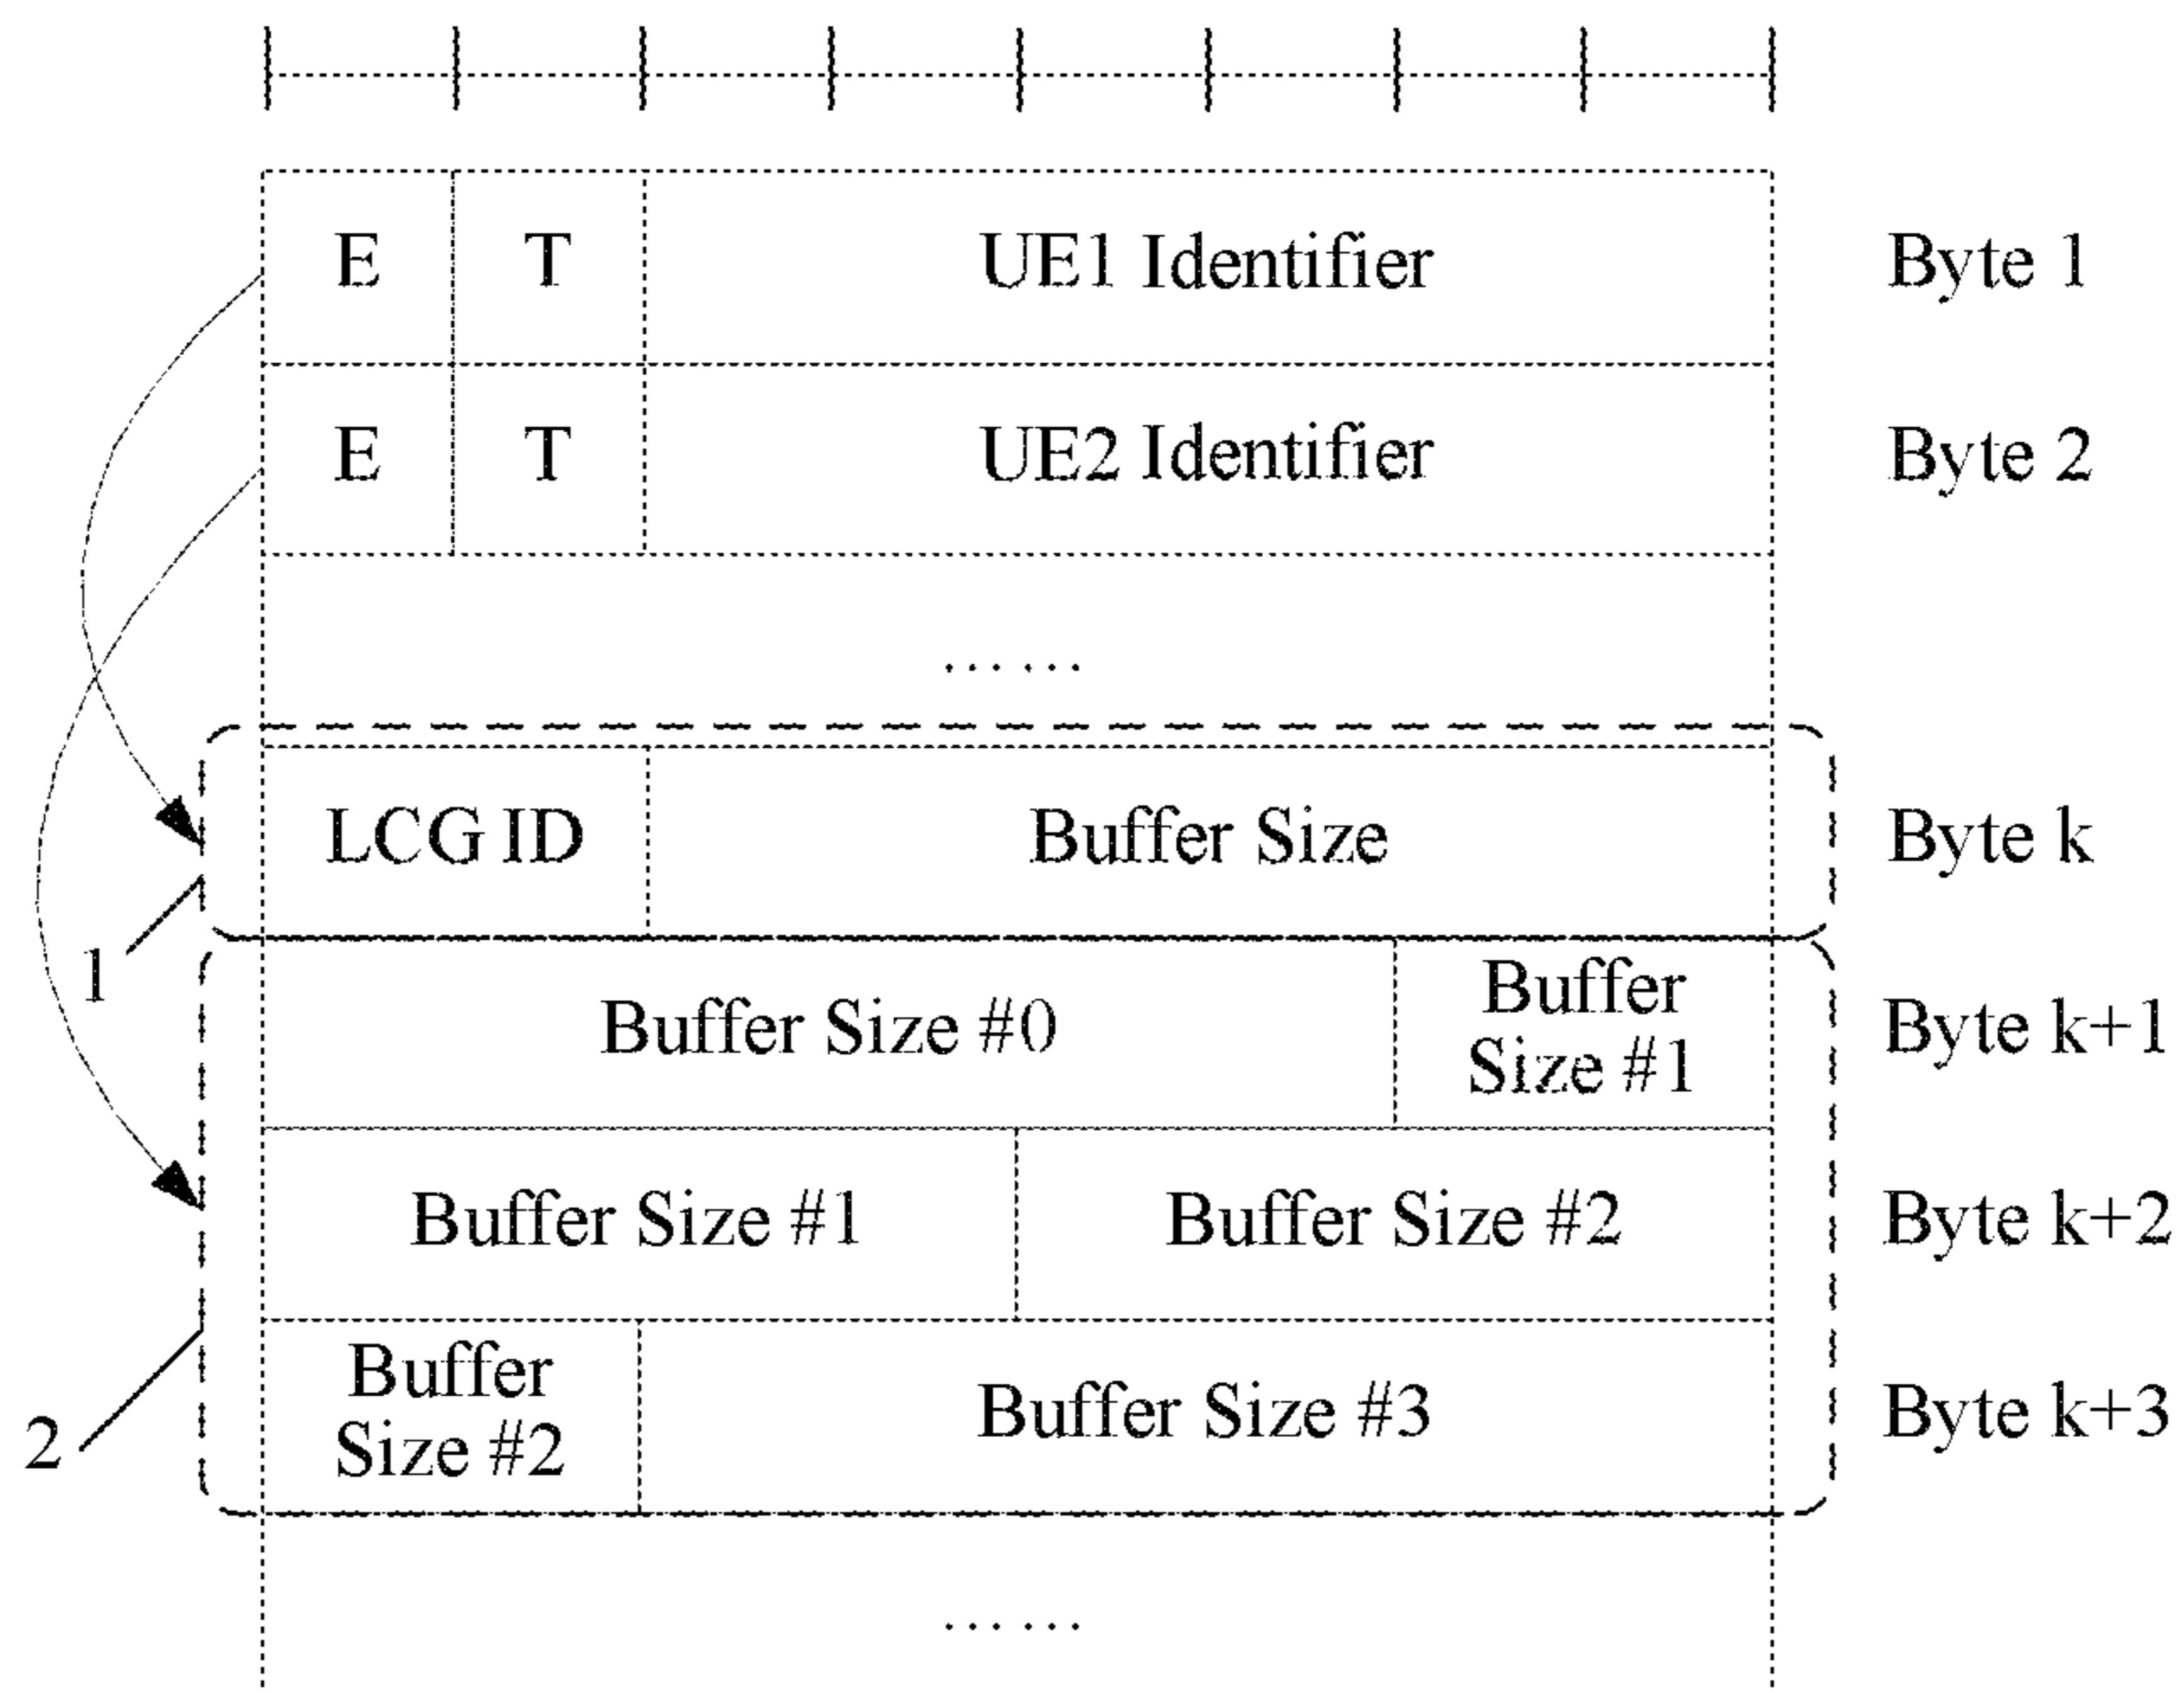 E T UE1 Identifier Byte 1
E T UE2 Identifier Byte 2
……
LCG ID Buffer Size Byte k
1
Buffer Size #0 Buffer Byte k+1
Size #1
Buffer Size #1 Buffer Size #2 Byte k+2
Buffer
Size #2 Buffer Size #3 Byte k+3
2
……